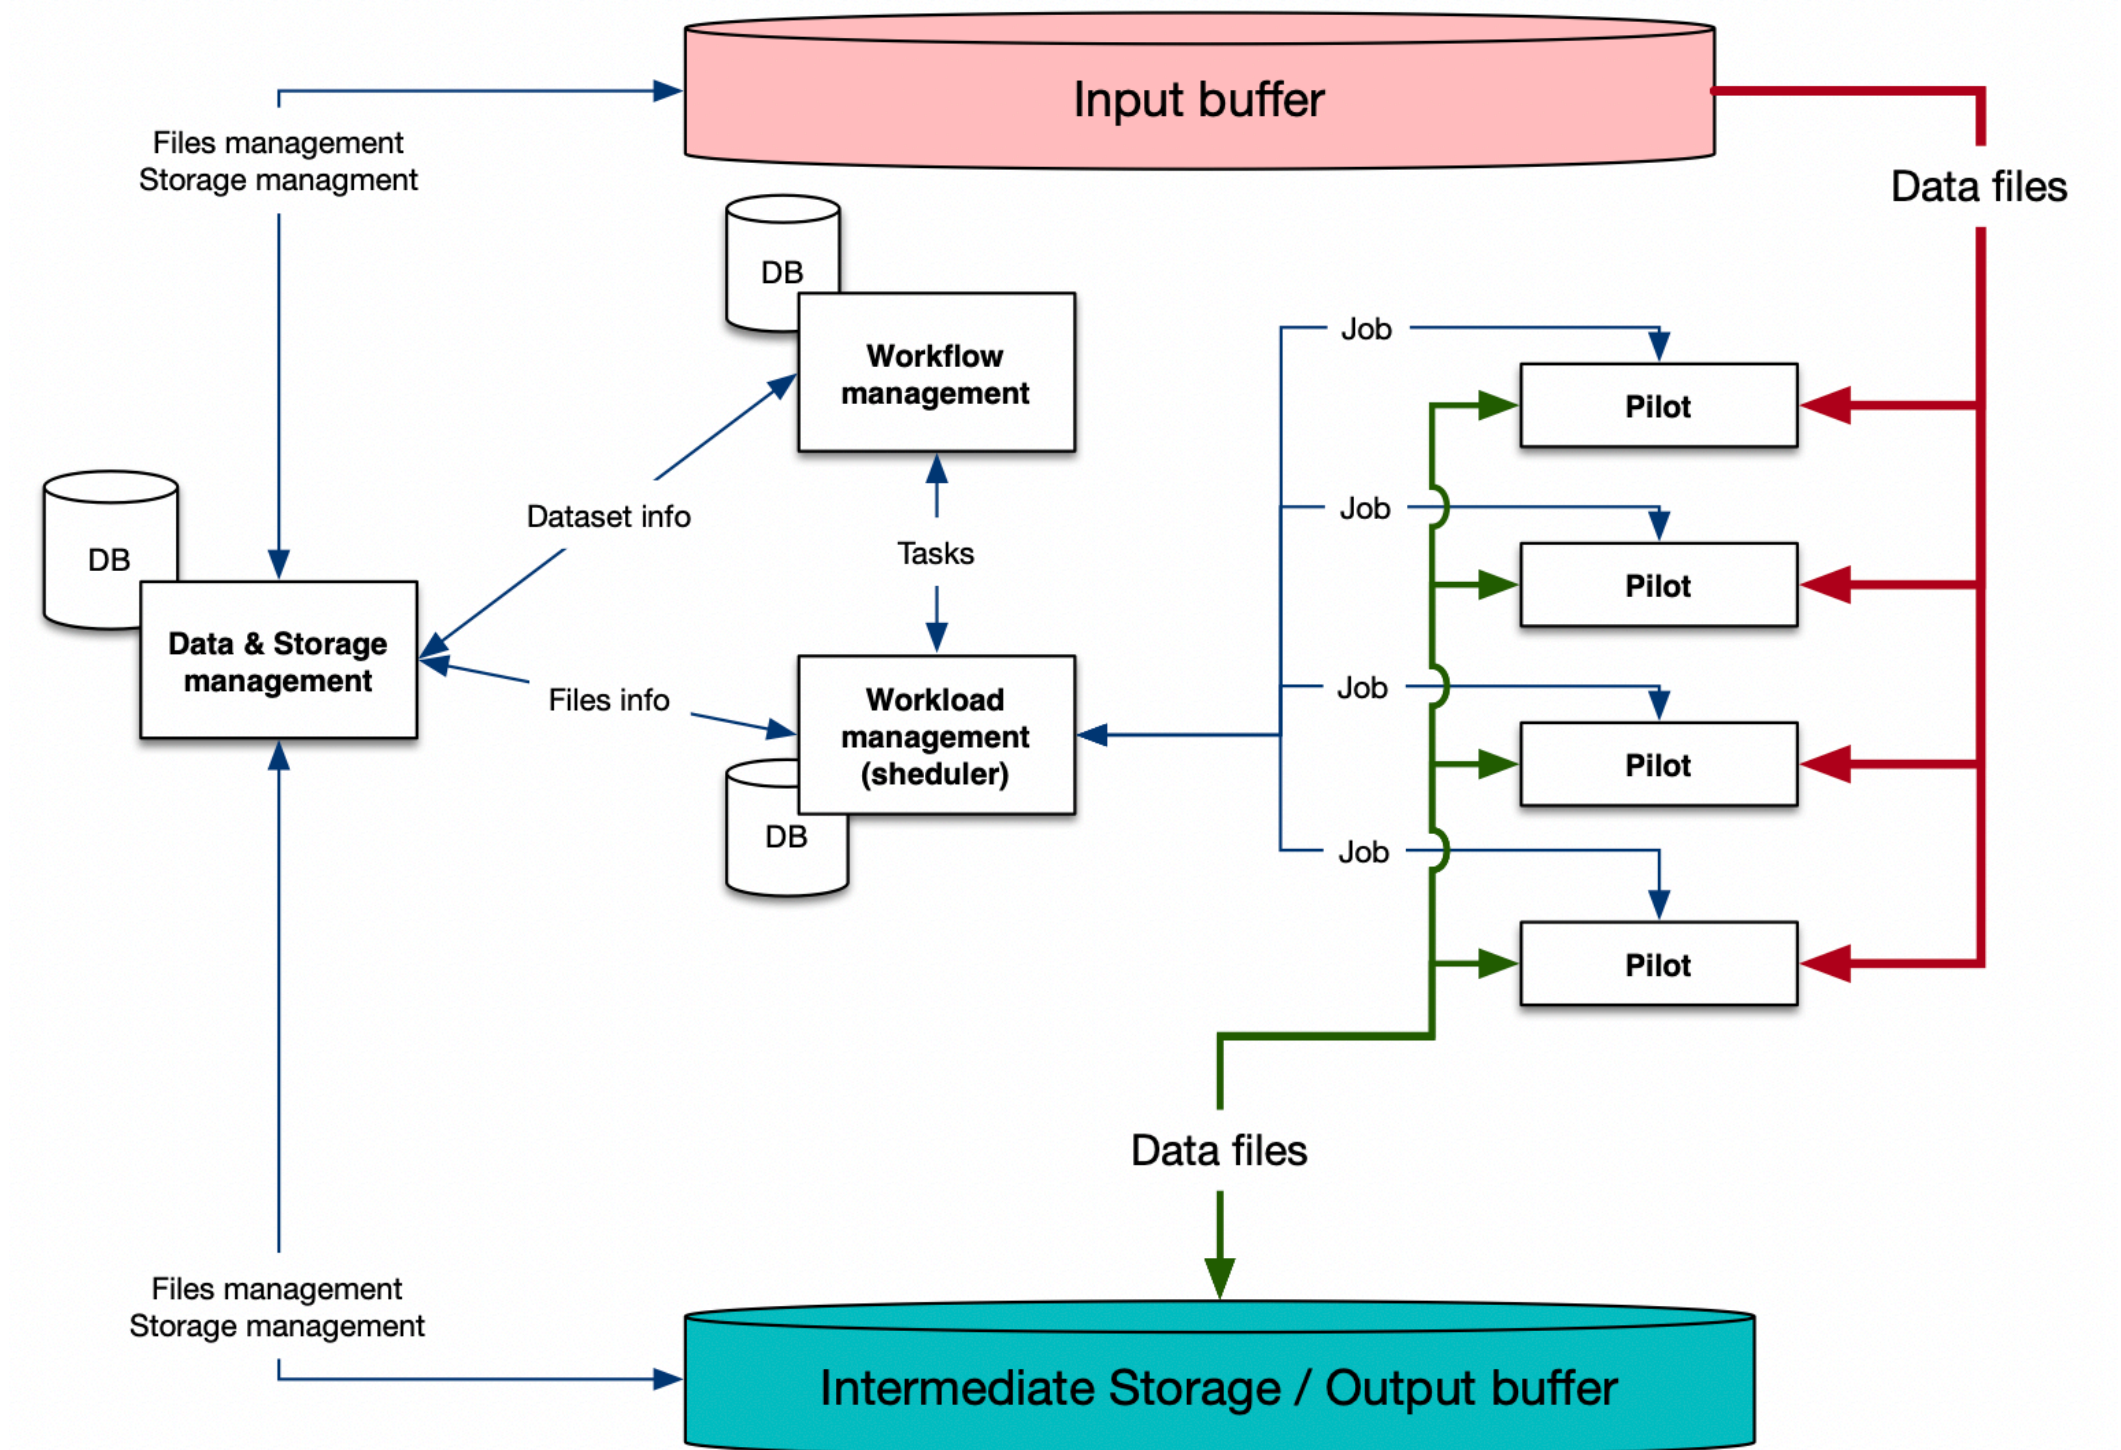 Input buffer
Files management
Storage managment
Data files
DB
Workflow
management
Job
Pilot
Job
Dataset info
Tasks
Pilot
DB
Data & Storage
management
Files info
Workload
management
(sheduler)
DB
Job
Pilot
Job
Pilot
Data files
Files management
Storage management
Intermediate Storage / Output buffer